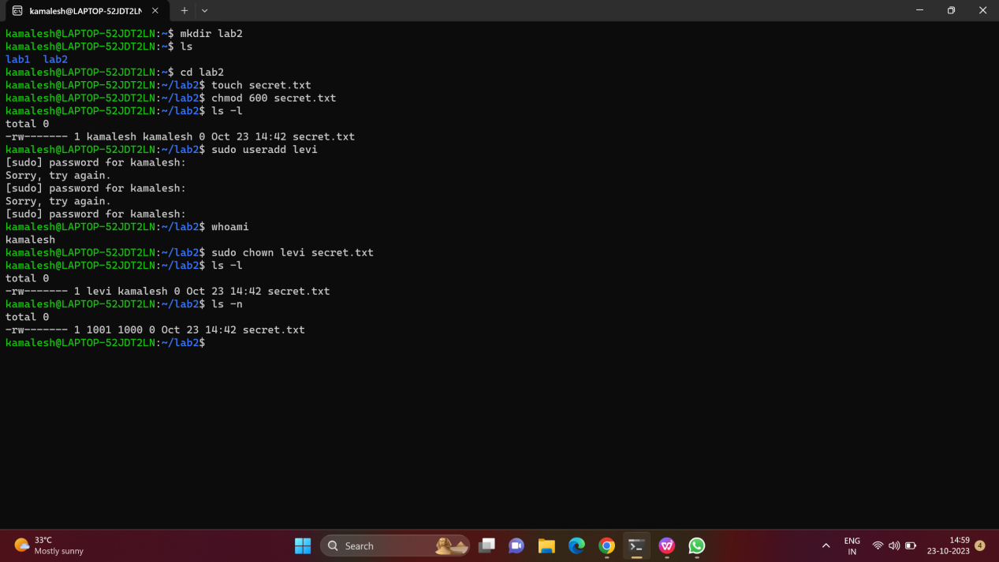 kamalesh@LAPTOP-52JDT2LN
kamalesh@LAPTOP-52JDT2LN:~$ mkdir lab2
kamalesh@LAPTOP-52JDT2LN:~$ ls
lab1  lab2
kamalesh@LAPTOP-52JDT2LN:~$ cd lab2
kamalesh@LAPTOP-52JDT2LN:~/lab2$ touch secret.txt
kamalesh@LAPTOP-52JDT2LN:~/lab2$ chmod 600 secret.txt
kamalesh@LAPTOP-52JDT2LN:~/lab2$ ls -l
total 0
-rw------- 1 kamalesh kamalesh 0 Oct 23 14:42 secret.txt
kamalesh@LAPTOP-52JDT2LN:~/lab2$ sudo useradd levi
[sudo] password for kamalesh:
Sorry, try again.
[sudo] password for kamalesh:
Sorry, try again.
[sudo] password for kamalesh:
kamalesh@LAPTOP-52JDT2LN:~/lab2$ whoami
kamalesh
kamalesh@LAPTOP-52JDT2LN:~/lab2$ sudo chown levi secret.txt
kamalesh@LAPTOP-52JDT2LN:~/lab2$ ls -l
total 0
-rw------- 1 levi kamalesh 0 Oct 23 14:42 secret.txt
kamalesh@LAPTOP-52JDT2LN:~/lab2$ ls -n
total 0
-rw------- 1 1001 1000 0 Oct 23 14:42 secret.txt
kamalesh@LAPTOP-52JDT2LN:~/lab2$
33°C
Mostly sunny
Search
ENG
IN
14:59
23-10-2023
4